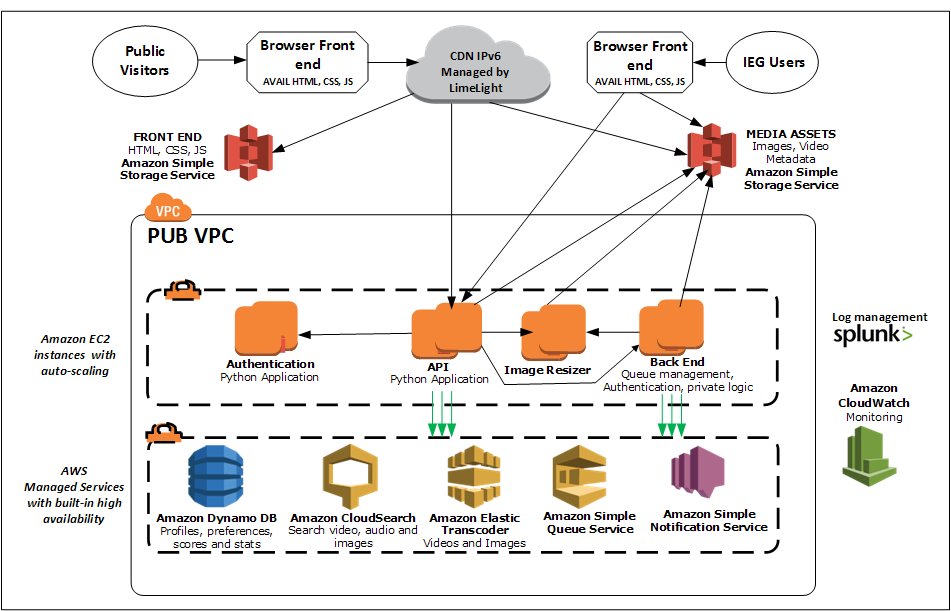 Public
Visitors
Browser Front
end
AVAIL HTML, CSS, JS
CDN IPv6
Managed by
LimeLight
Browser Front
end
AVAIL HTML, CSS, JS
IEG Users
FRONT END
HTML, CSS, JS
Amazon Simple
Storage Service
MEDIA ASSETS
Images, Video
Metadata
Amazon Simple
Storage Service
VPC
PUB VPC
Amazon EC2
instances with
auto-scaling
Authentication
Python Application
API
Python Application
Image Resizer
Back End
Queue management,
Authentication, private logic
Log management
splunk>
Amazon
CloudWatch
Monitoring
AWS
Managed Services
with built-in high
availability
Amazon Dynamo DB
Profiles, preferences,
scores and stats
Amazon CloudSearch
Search video, audio and
images
Amazon Elastic
Transcoder
Videos and Images
Amazon Simple
Queue Service
Amazon Simple
Notification Service